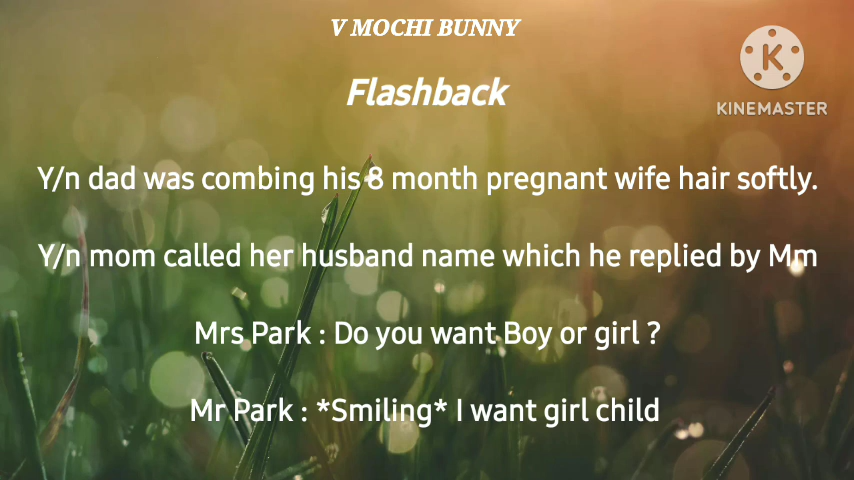 V MOCHI BUNNY
KINEMASTER
Flashback
Y/n dad was combing his 8 month pregnant wife hair softly.
Y/n mom called her husband name which he replied by Mm
Mrs Park : Do you want Boy or girl ?
Mr Park : *Smiling* I want girl child